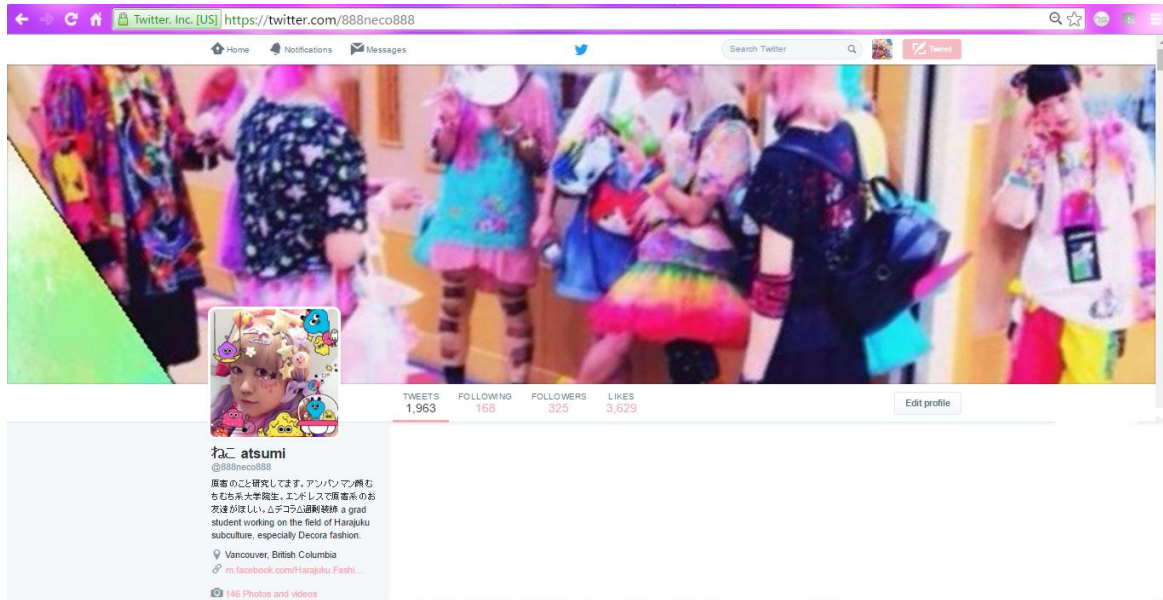 Twitter, Inc. [US] https://twitter.com/888neco888
Home Notifications Messages Search Twitter Tweet
TWEETS FOLLOWING FOLLOWERS LIKES
1,963 168 325 3,629
Edit profile
ねこ atsumi
@888neco888
原宿のこと研究してます。アンパンマン顔む
ちむち系大学院生。エンドレスで原宿系のお
友達がほしい。△デコラ△過剰装飾 a grad
student working on the field of Harajuku
subculture, especially Decora fashion.
Vancouver, British Columbia
m.facebook.com/Harajuku.Fashi...
146 Photos and videos